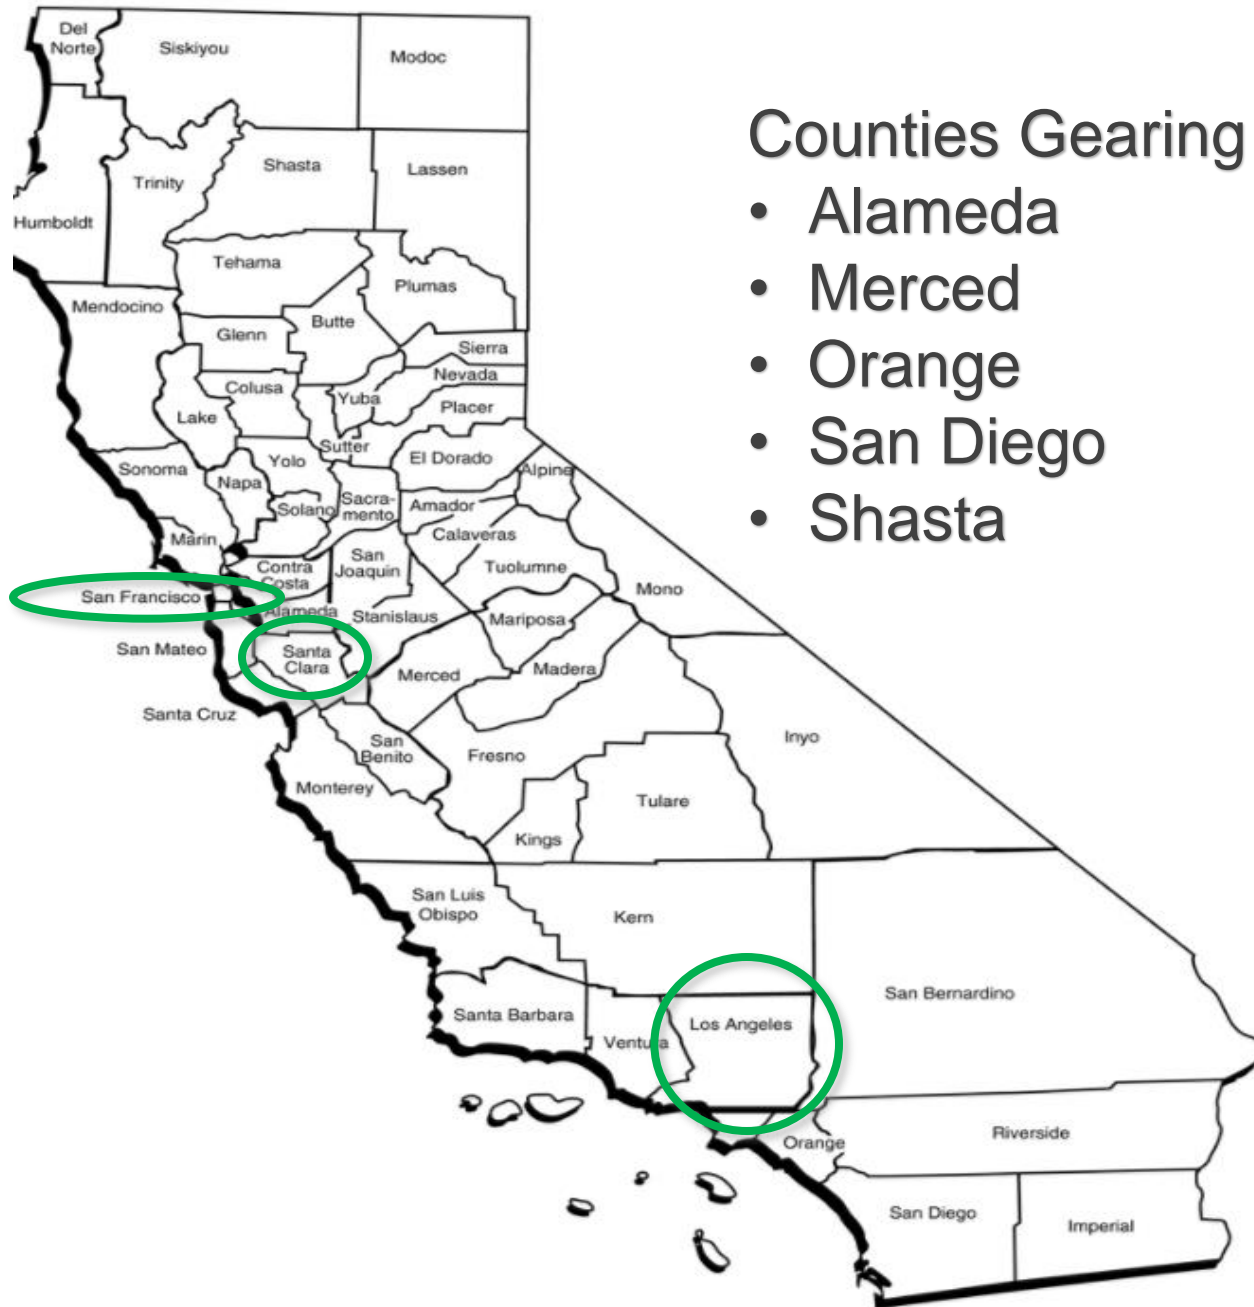 Del
Norte
Siskiyou
Modoc
Counties Gearing
• Alameda
• Merced
• Orange
• San Diego
• Shasta
Shasta
Lassen
Trinity
Humboldt
Tehama
Plumas
Mendocino
Glenn
Butte
Sierra
Nevada
Colusa
Yuba
Placer
Lake
Sutter
Sonoma
Yolo
El Dorado
Alpine
Napa
Sacra-
mento
Solano
Amador
Calaveras
Marin
Contra
Costa
San
Joaquin
Tuolumne
Mono
San Francisco
Alameda
Stanislaus
Mariposa
San Mateo
Santa
Clara
Merced
Madera
Santa Cruz
San
Benito
Fresno
Inyo
Monterey
Tulare
Kings
San Luis
Obispo
Kern
San Bernardino
Santa Barbara
Ventura
Los Angeles
Orange
Riverside
San Diego
Imperial